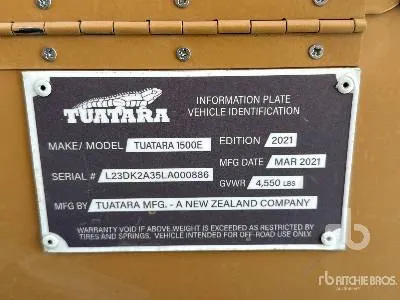 TUATARA
INFORMATION PLATE
VEHICLE IDENTIFICATION
MAKE/ MODEL TUATARA 1500E
EDITION 2021
MFG DATE MAR 2021
SERIAL # L23DK2A35LA000886
GVWR 4,550 LBS
MFG BY TUATARA MFG. - A NEW ZEALAND COMPANY
WARRANTY VOID IF ABOVE WEIGHT IS EXCEEDED AS RESTRICTED BY
TIRES AND SPRINGS. VEHICLE INTENDED FOR OFF-ROAD USE ONLY.
rb
RITCHIE BROS.
Auctioneers